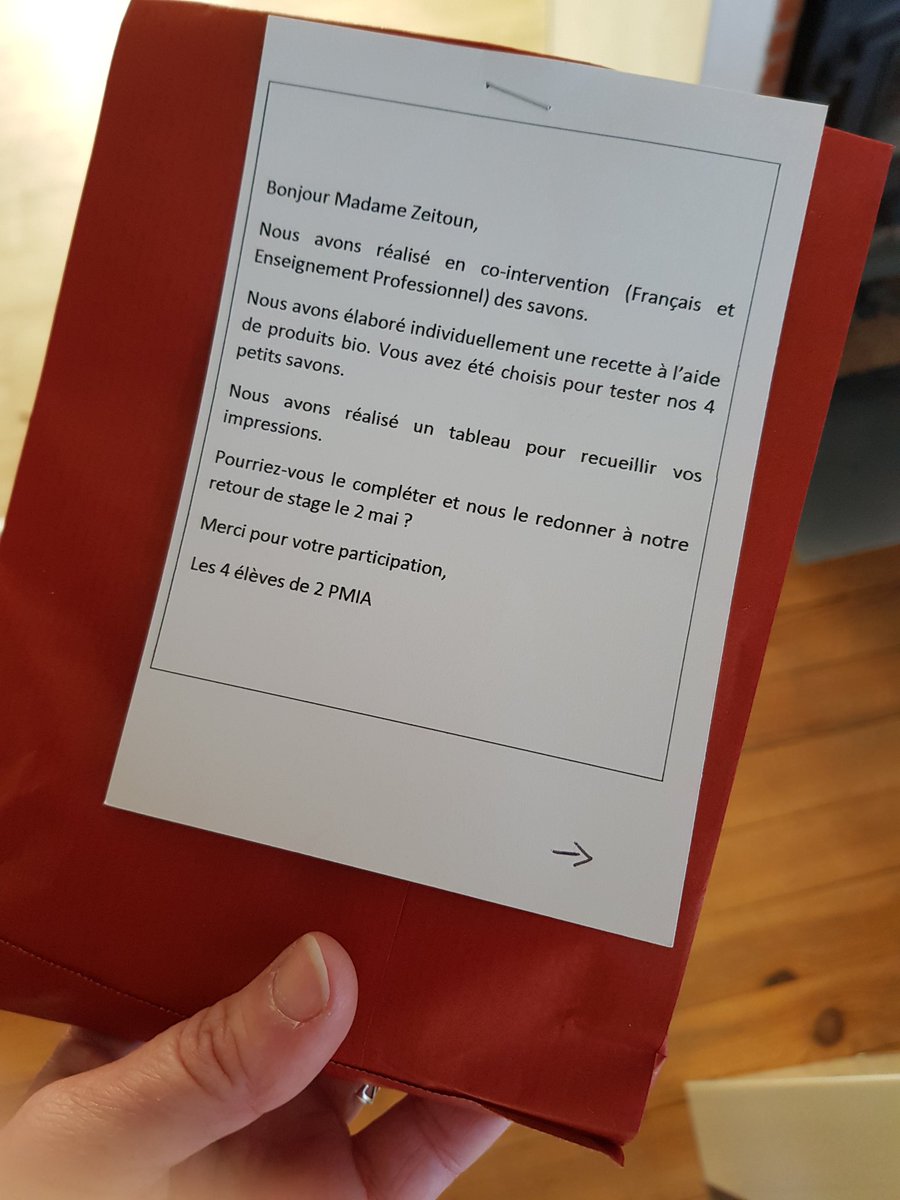 Bonjour Madame Zeitoun,
Nous avons réalisé en co-intervention (Français et
Enseignement Professionnel) des savons.
Nous avons élaboré individuellement une recette à l'aide
de produits bio. Vous avez été choisis pour tester nos 4
petits savons.
Nous avons réalisé un tableau pour recueillir vos
impressions.
Pourriez-vous le compléter et nous le redonner à notre
retour de stage le 2 mai ?
Merci pour votre participation,
Les 4 élèves de 2 PMIA
→